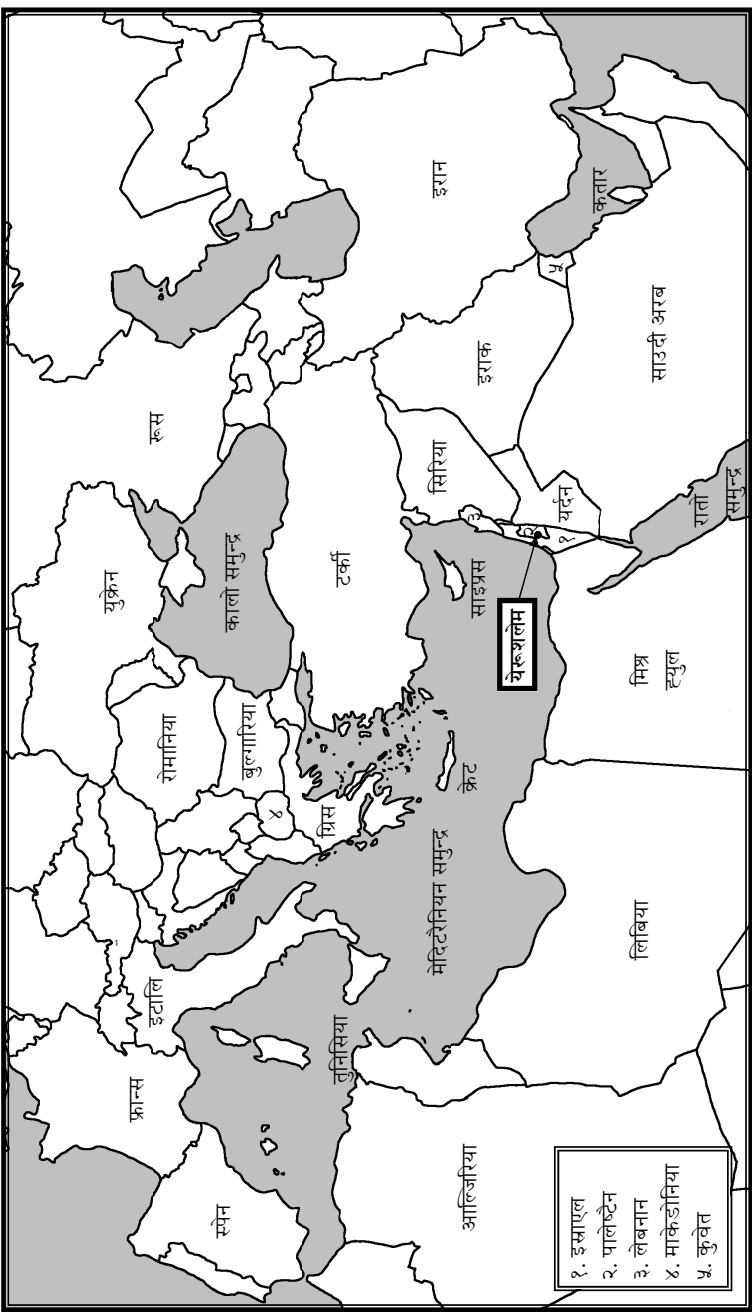 फ्रान्स
स्पेन
इटालि
तुनिसिया
आल्जिरिया
युक्रेन
रूस
रोमानिया
बुल्गारिया
कालो समुन्द्र
४
ग्रिस
टर्की
इरान
मेदिटरैनियन समुन्द्र
क्रेट
साइप्रस
सिरिया
इराक
३
२
१
यर्दन
५
कतार
येरूशलेम
लिबिया
मिश्र
ह्युल
रातो
समुन्द्र
साउदी अरब
१. इस्राएल
२. पालेष्टैन
३. लेबनान
४. माकेडोनिया
५. कुवेत